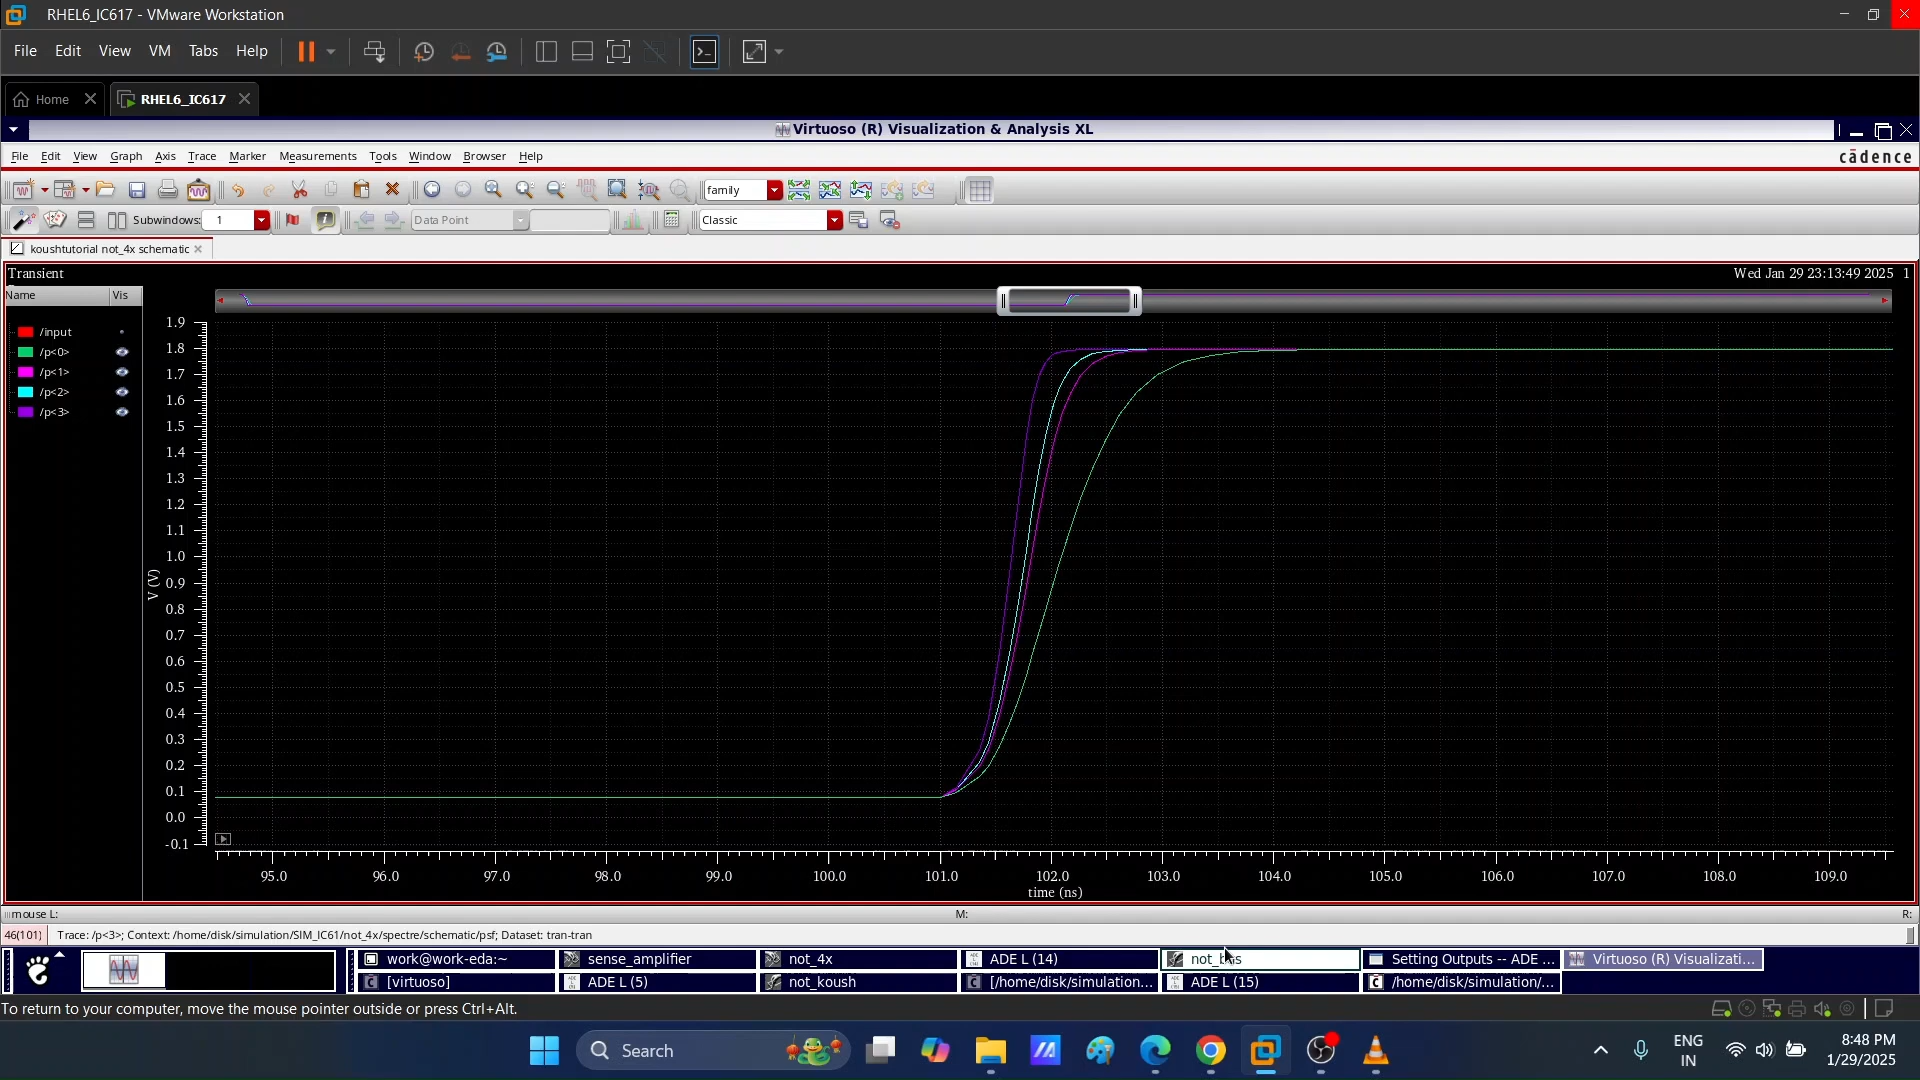 RHEL6_IC617 - VMware Workstation
File Edit View VM Tabs Help
Home RHEL6_IC617
Virtuoso (R) Visualization & Analysis XL
File Edit View Graph Axis Trace Marker Measurements Tools Window Browser Help
cādence
family
Subwindows: 1 Data Point Classic
koushtutorial not_4x schematic
Transient
Wed Jan 29 23:13:49 2025 1
Name Vis
/input
/p<0>
/p<1>
/p<2>
/p<3>
1.9
1.8
1.7
1.6
1.5
1.4
1.3
1.2
1.1
1.0
0.9
0.8
0.7
0.6
0.5
0.4
0.3
0.2
0.1
0.0
-0.1
V (V)
95.0 96.0 97.0 98.0 99.0 100.0 101.0 102.0 103.0 104.0 105.0 106.0 107.0 108.0 109.0
time (ns)
mouse L: M: R:
46(101) Trace: /p<3>; Context: /home/disk/simulation/SIM_IC61/not_4x/spectre/schematic/psf; Dataset: tran-tran
work@work-eda:~ sense_amplifier not_4x ADE L (14) Setting Outputs -- ADE ... Virtuoso (R) Visualizati...
[virtuoso] ADE L (5) not_koush [/home/disk/simulation... ADE L (15) /home/disk/simulation/...
To return to your computer, move the mouse pointer outside or press Ctrl+Alt.
Search
ENG
IN
8:48 PM
1/29/2025